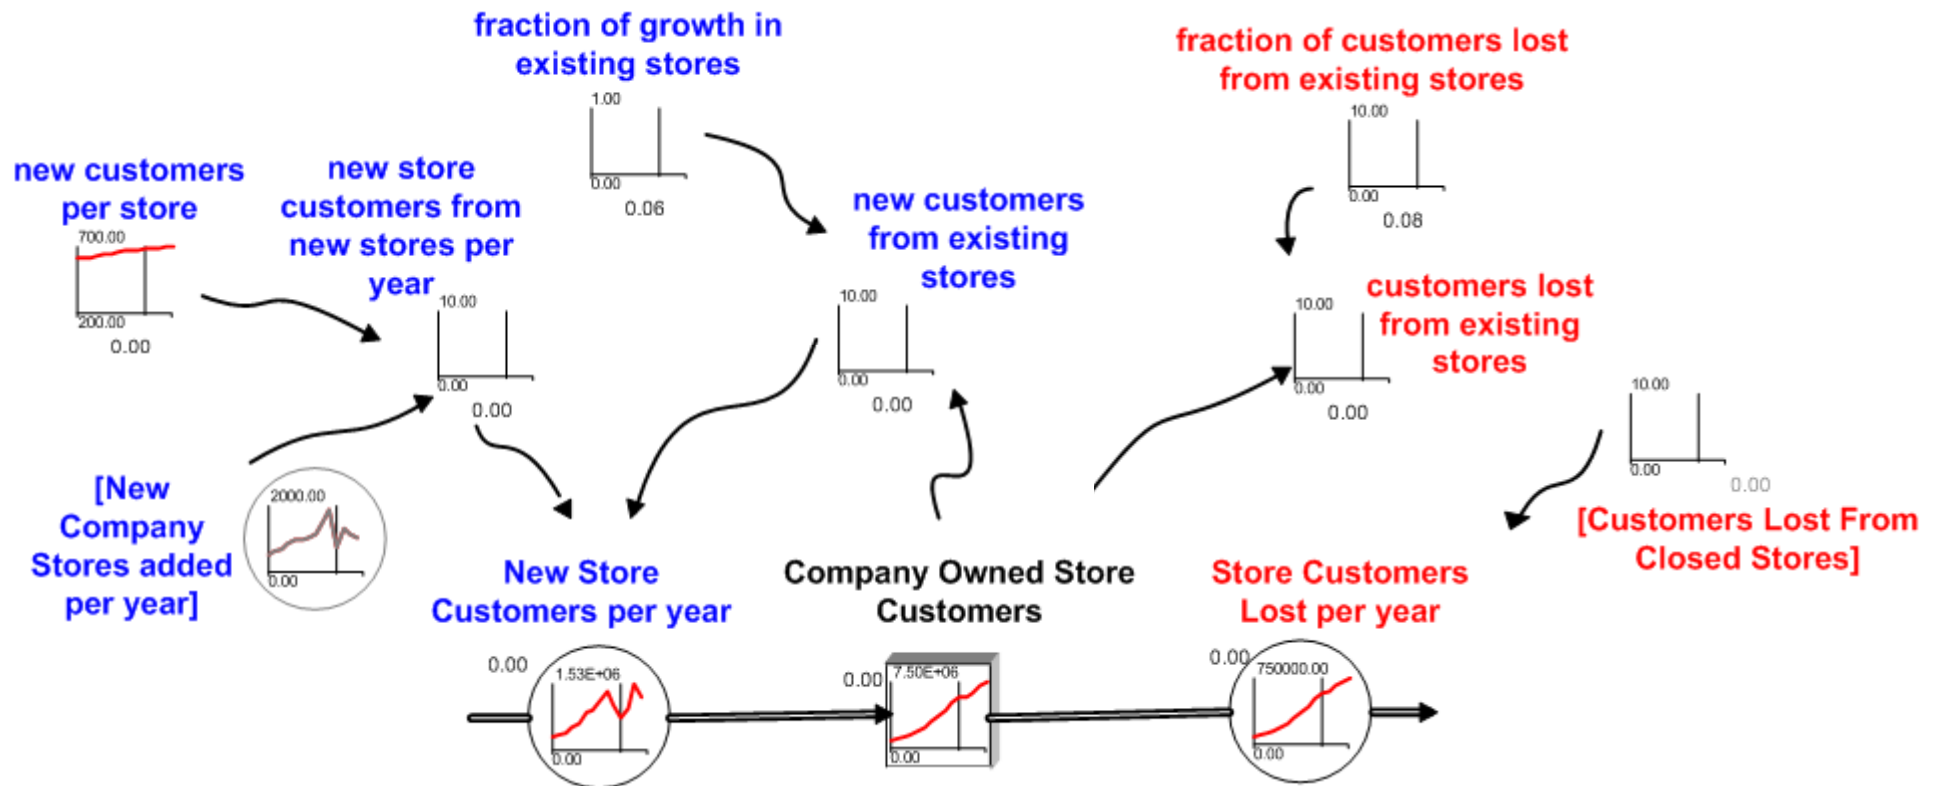 fraction of growth in
existing stores
1.00
0.00
0.06
fraction of customers lost
from existing stores
10.00
0.00
0.08
new customers
per store
700.00
200.00
0.00
new store
customers from
new stores per
year
10.00
0.00
0.00
new customers
from existing
stores
10.00
0.00
0.00
customers lost
from existing
stores
10.00
0.00
0.00
10.00
0.00
0.00
[Customers Lost From
Closed Stores]
[New
Company
Stores added
per year]
2000.00
0.00
New Store
Customers per year
0.00
1.53E+06
0.00
Company Owned Store
Customers
0.00
7.50E+06
0.00
Store Customers
Lost per year
0.00
750000.00
0.00